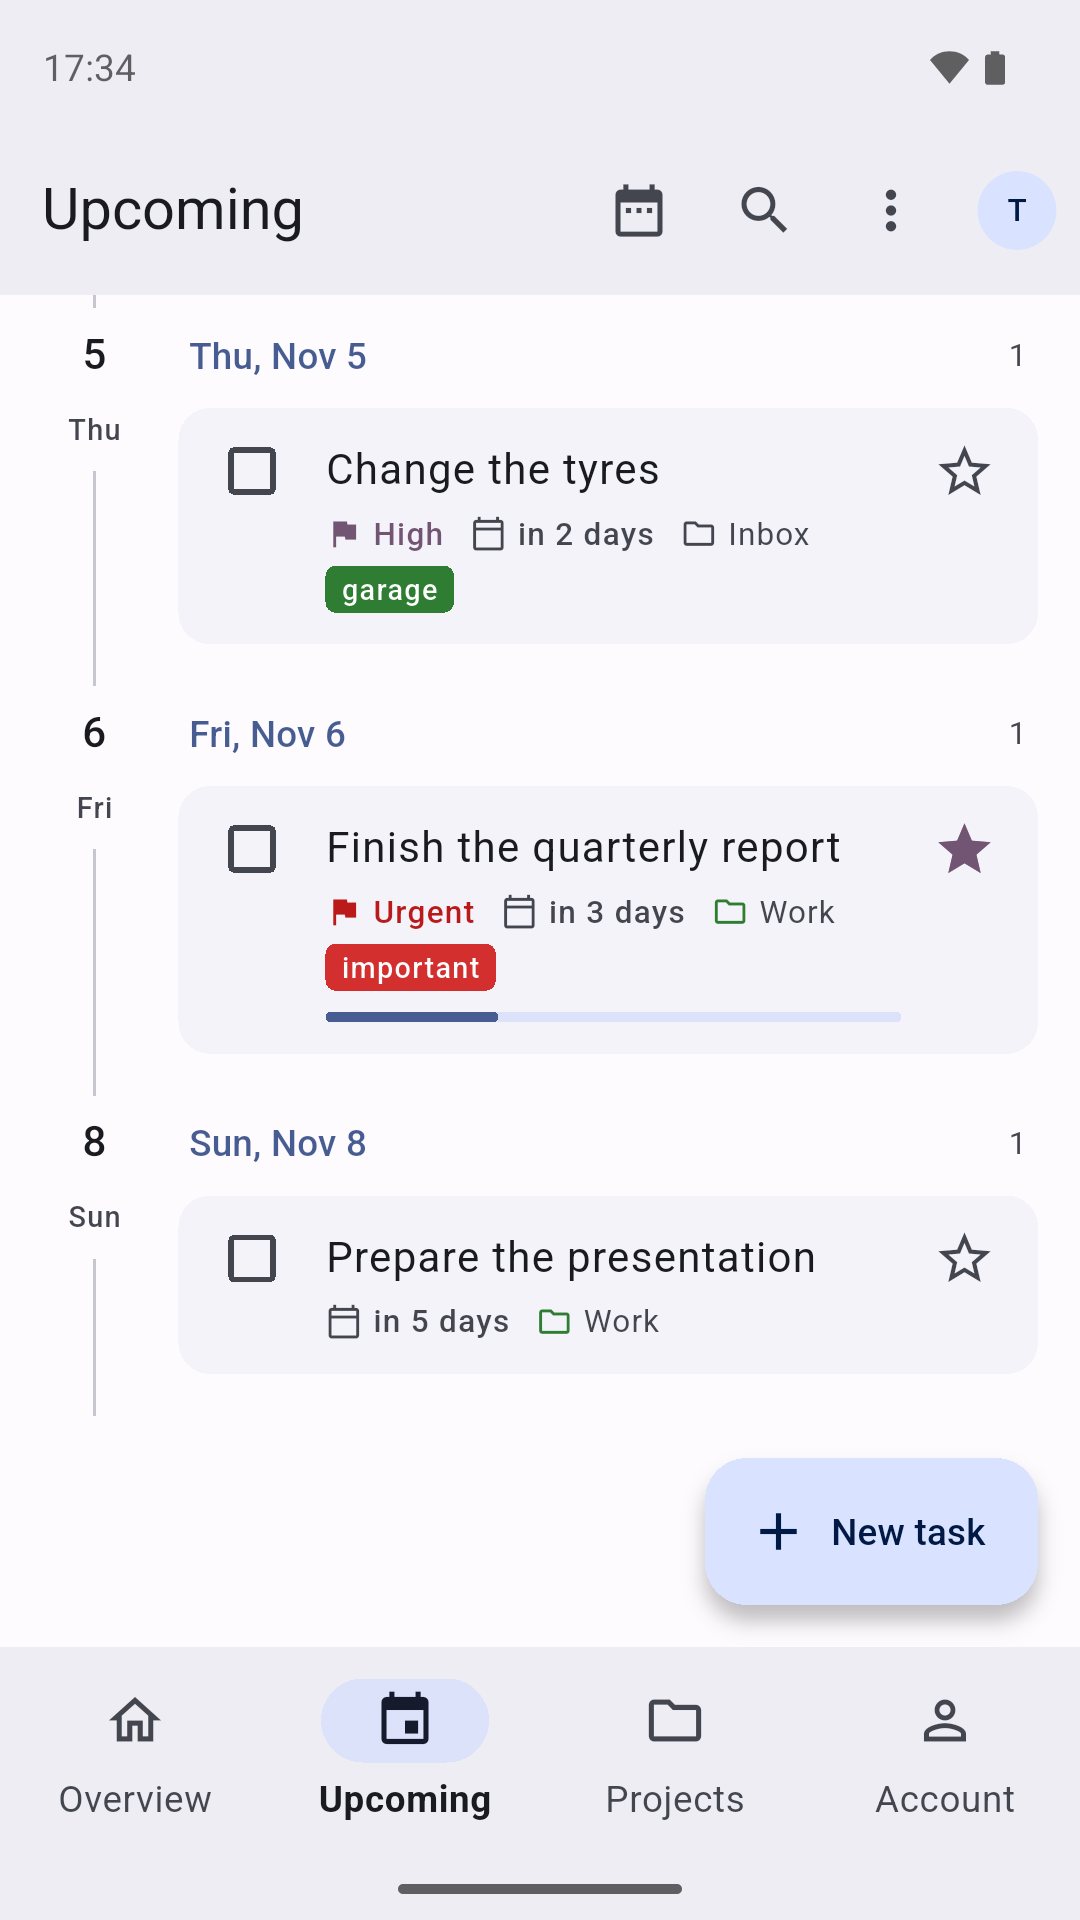 17:34
Upcoming
T
5 Thu, Nov 5 1
Thu
Change the tyres
High in 2 days Inbox
garage
6 Fri, Nov 6 1
Fri
Finish the quarterly report
Urgent in 3 days Work
important
8 Sun, Nov 8 1
Sun
Prepare the presentation
in 5 days Work
New task
Overview Upcoming Projects Account